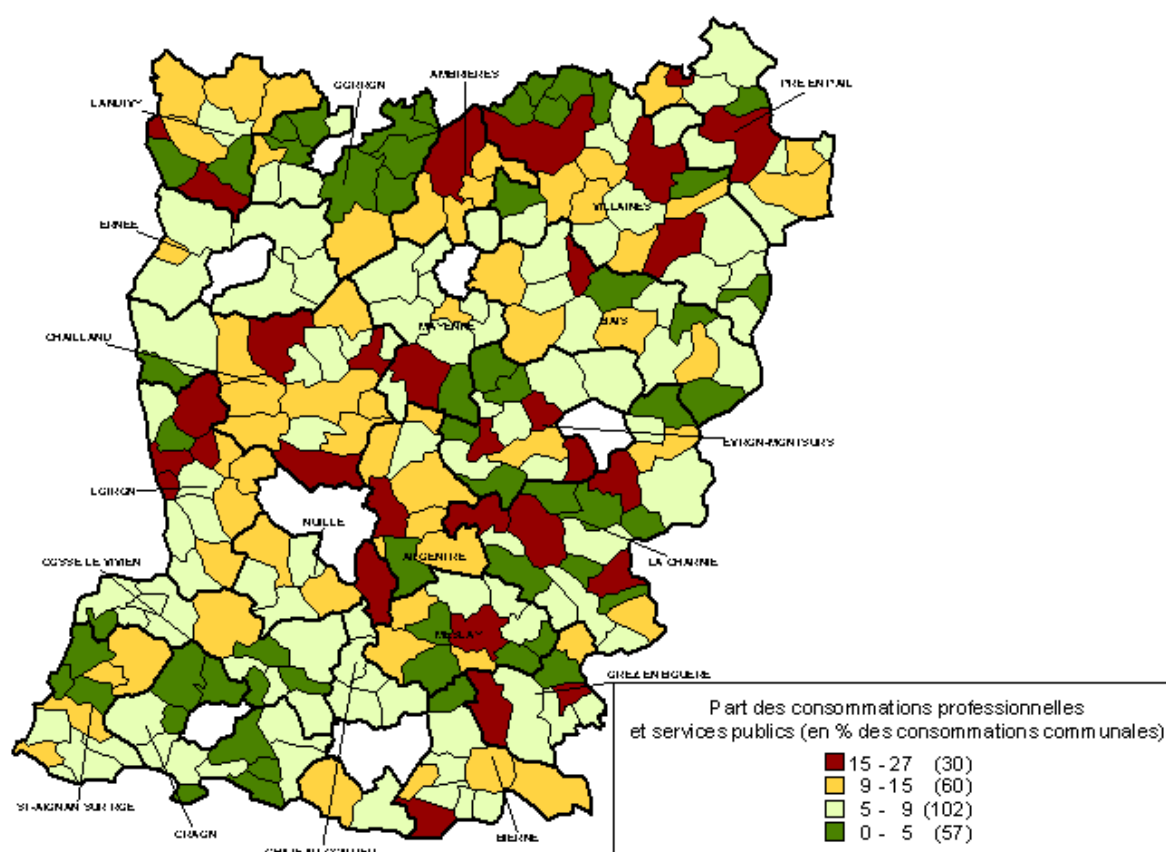 AMBRIERES
GORRON
PRE EN PAIL
LANDIVY
VILLAINES
ERNEE
MAYENNE
BAIS
CHAILLAND
EVRON-MONTSURS
LOIRON
NUILLE
ARGENTRE
LA CHARNIE
COSSE LE VIVIEN
MESLAY
GREZ EN BOUERE
ST-AIGNAN SUR ROE
CRAON
BIERNE
Part des consommations professionnelles
et services publics (en % des consommations communales)
15 - 27 (30)
9 - 15 (60)
5 - 9 (102)
0 - 5 (57)